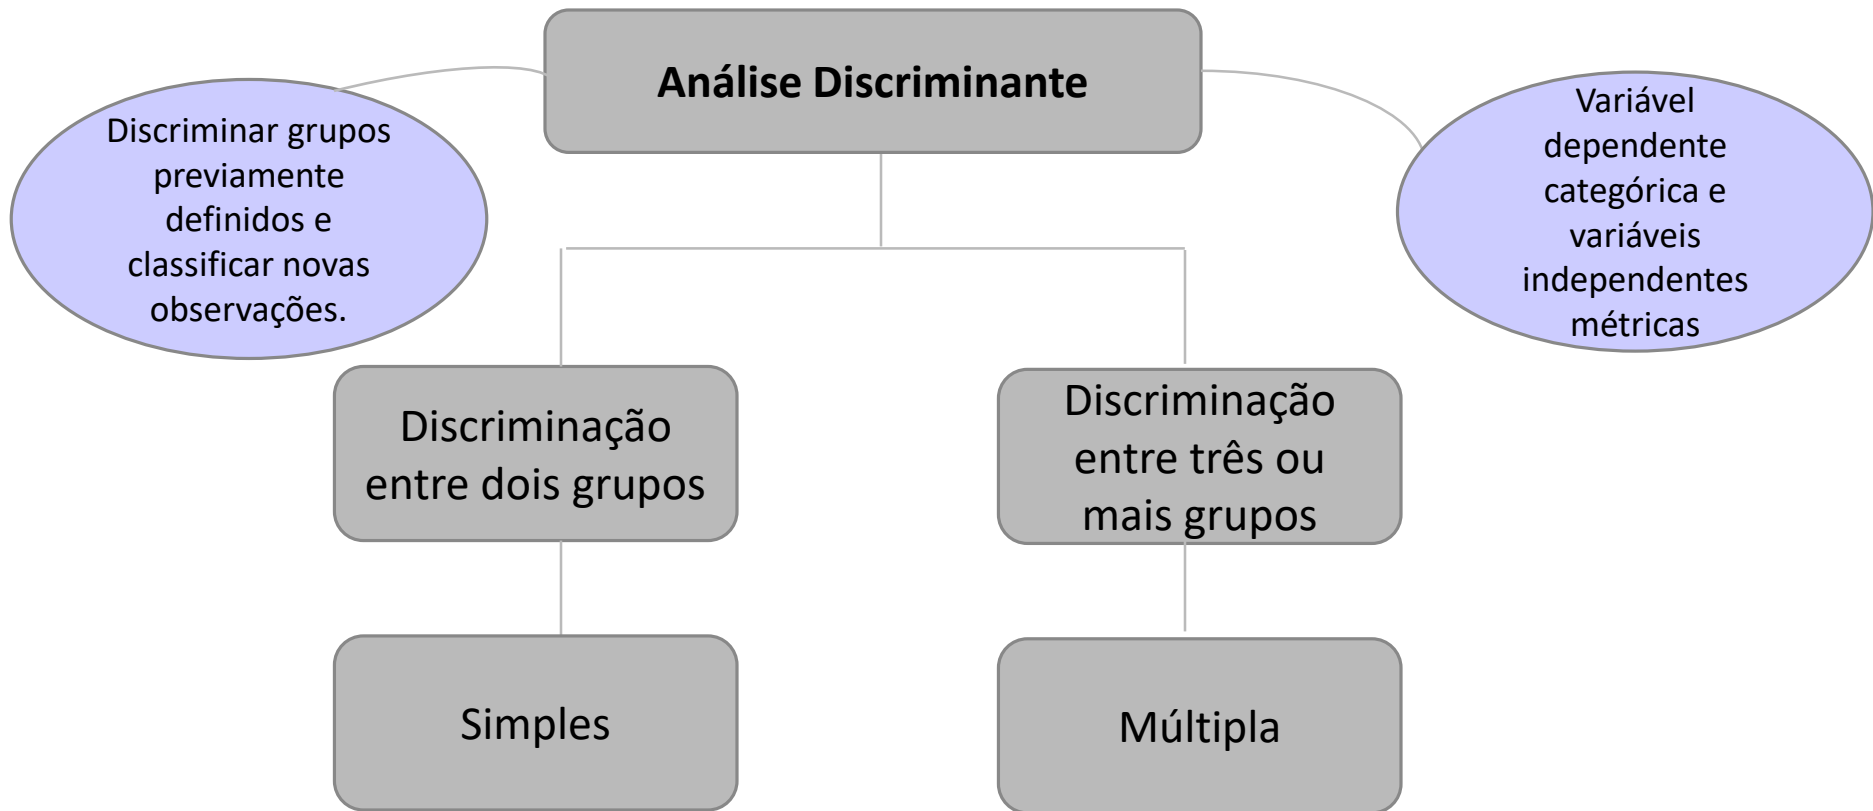 Análise Discriminante
Discriminar grupos
previamente
definidos e
classificar novas
observações.
Variável
dependente
categórica e
variáveis
independentes
métricas
Discriminação
entre dois grupos
Discriminação
entre três ou
mais grupos
Simples
Múltipla